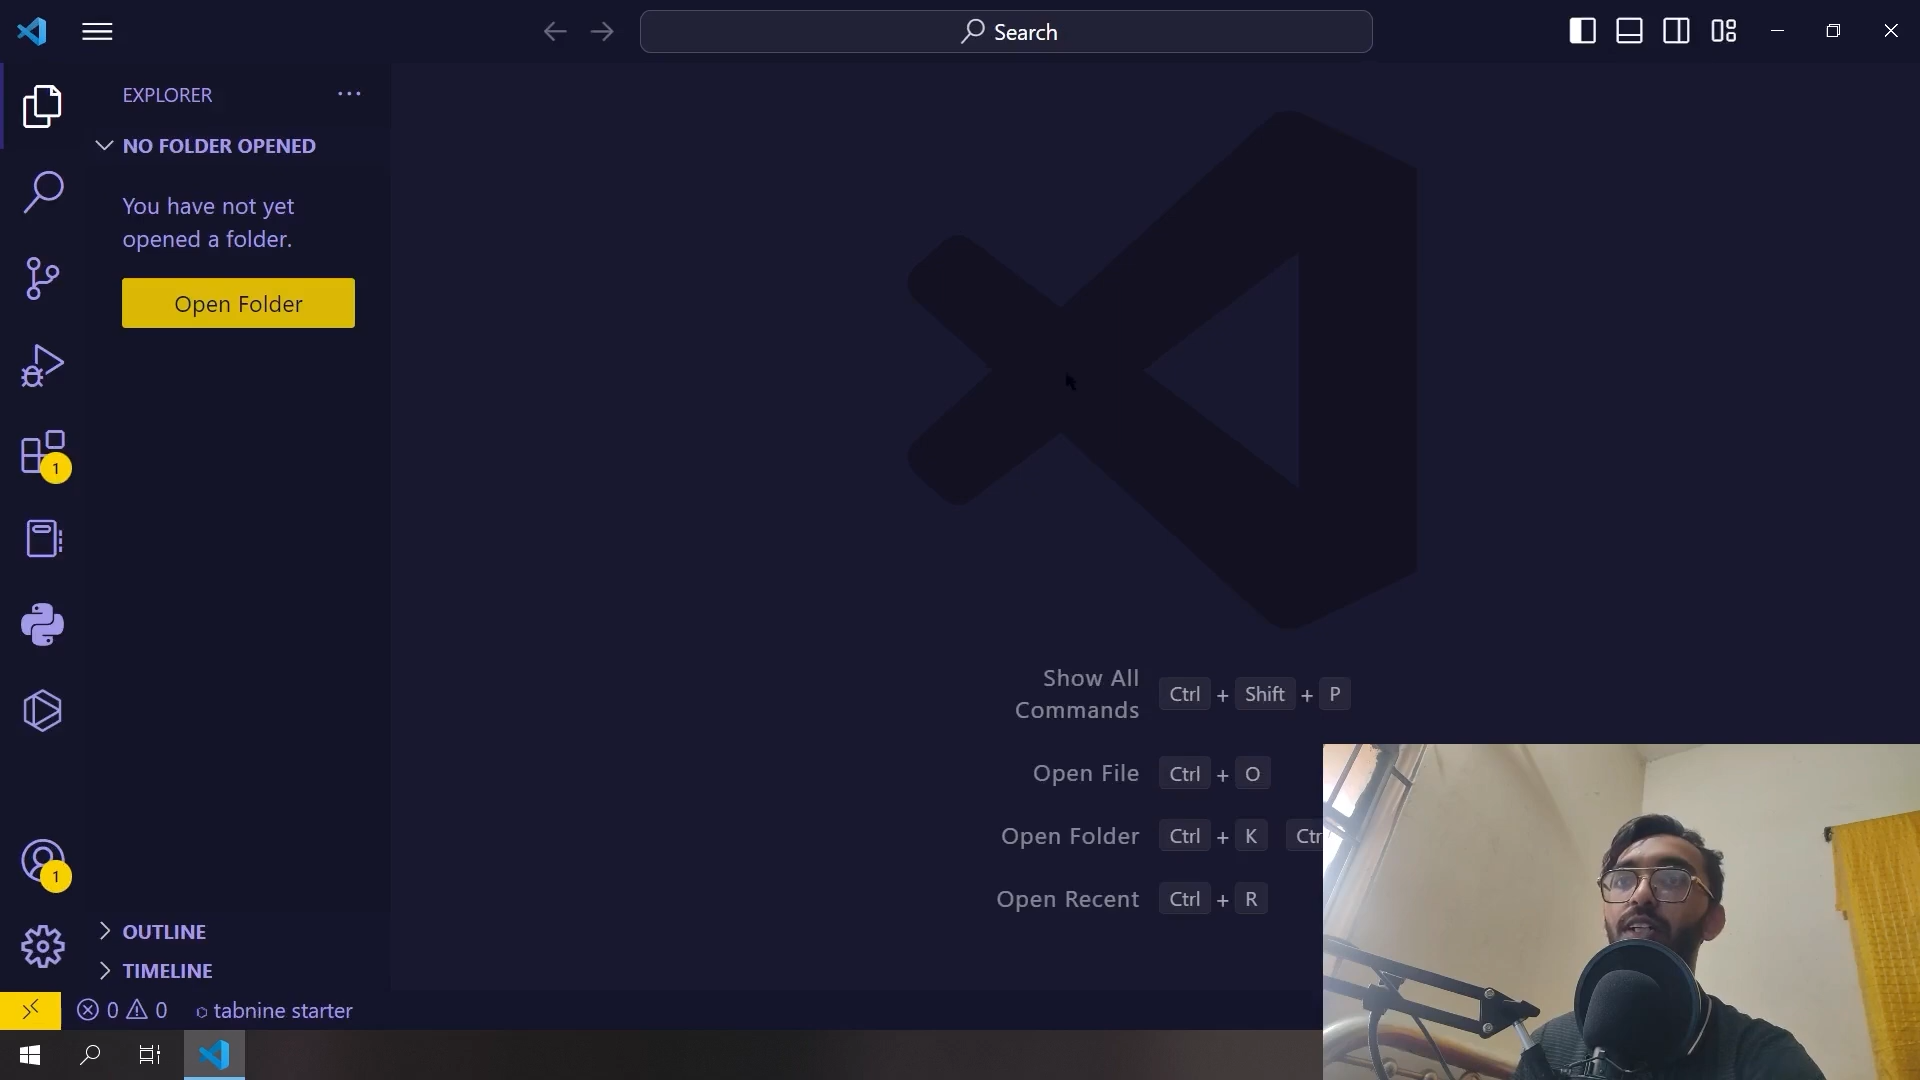 Search
EXPLORER
NO FOLDER OPENED
You have not yet
opened a folder.
Open Folder
1
1
Show All
Commands Ctrl + Shift + P
Open File Ctrl + O
Open Folder Ctrl + K Ctr
Open Recent Ctrl + R
OUTLINE
TIMELINE
0 0 tabnine starter